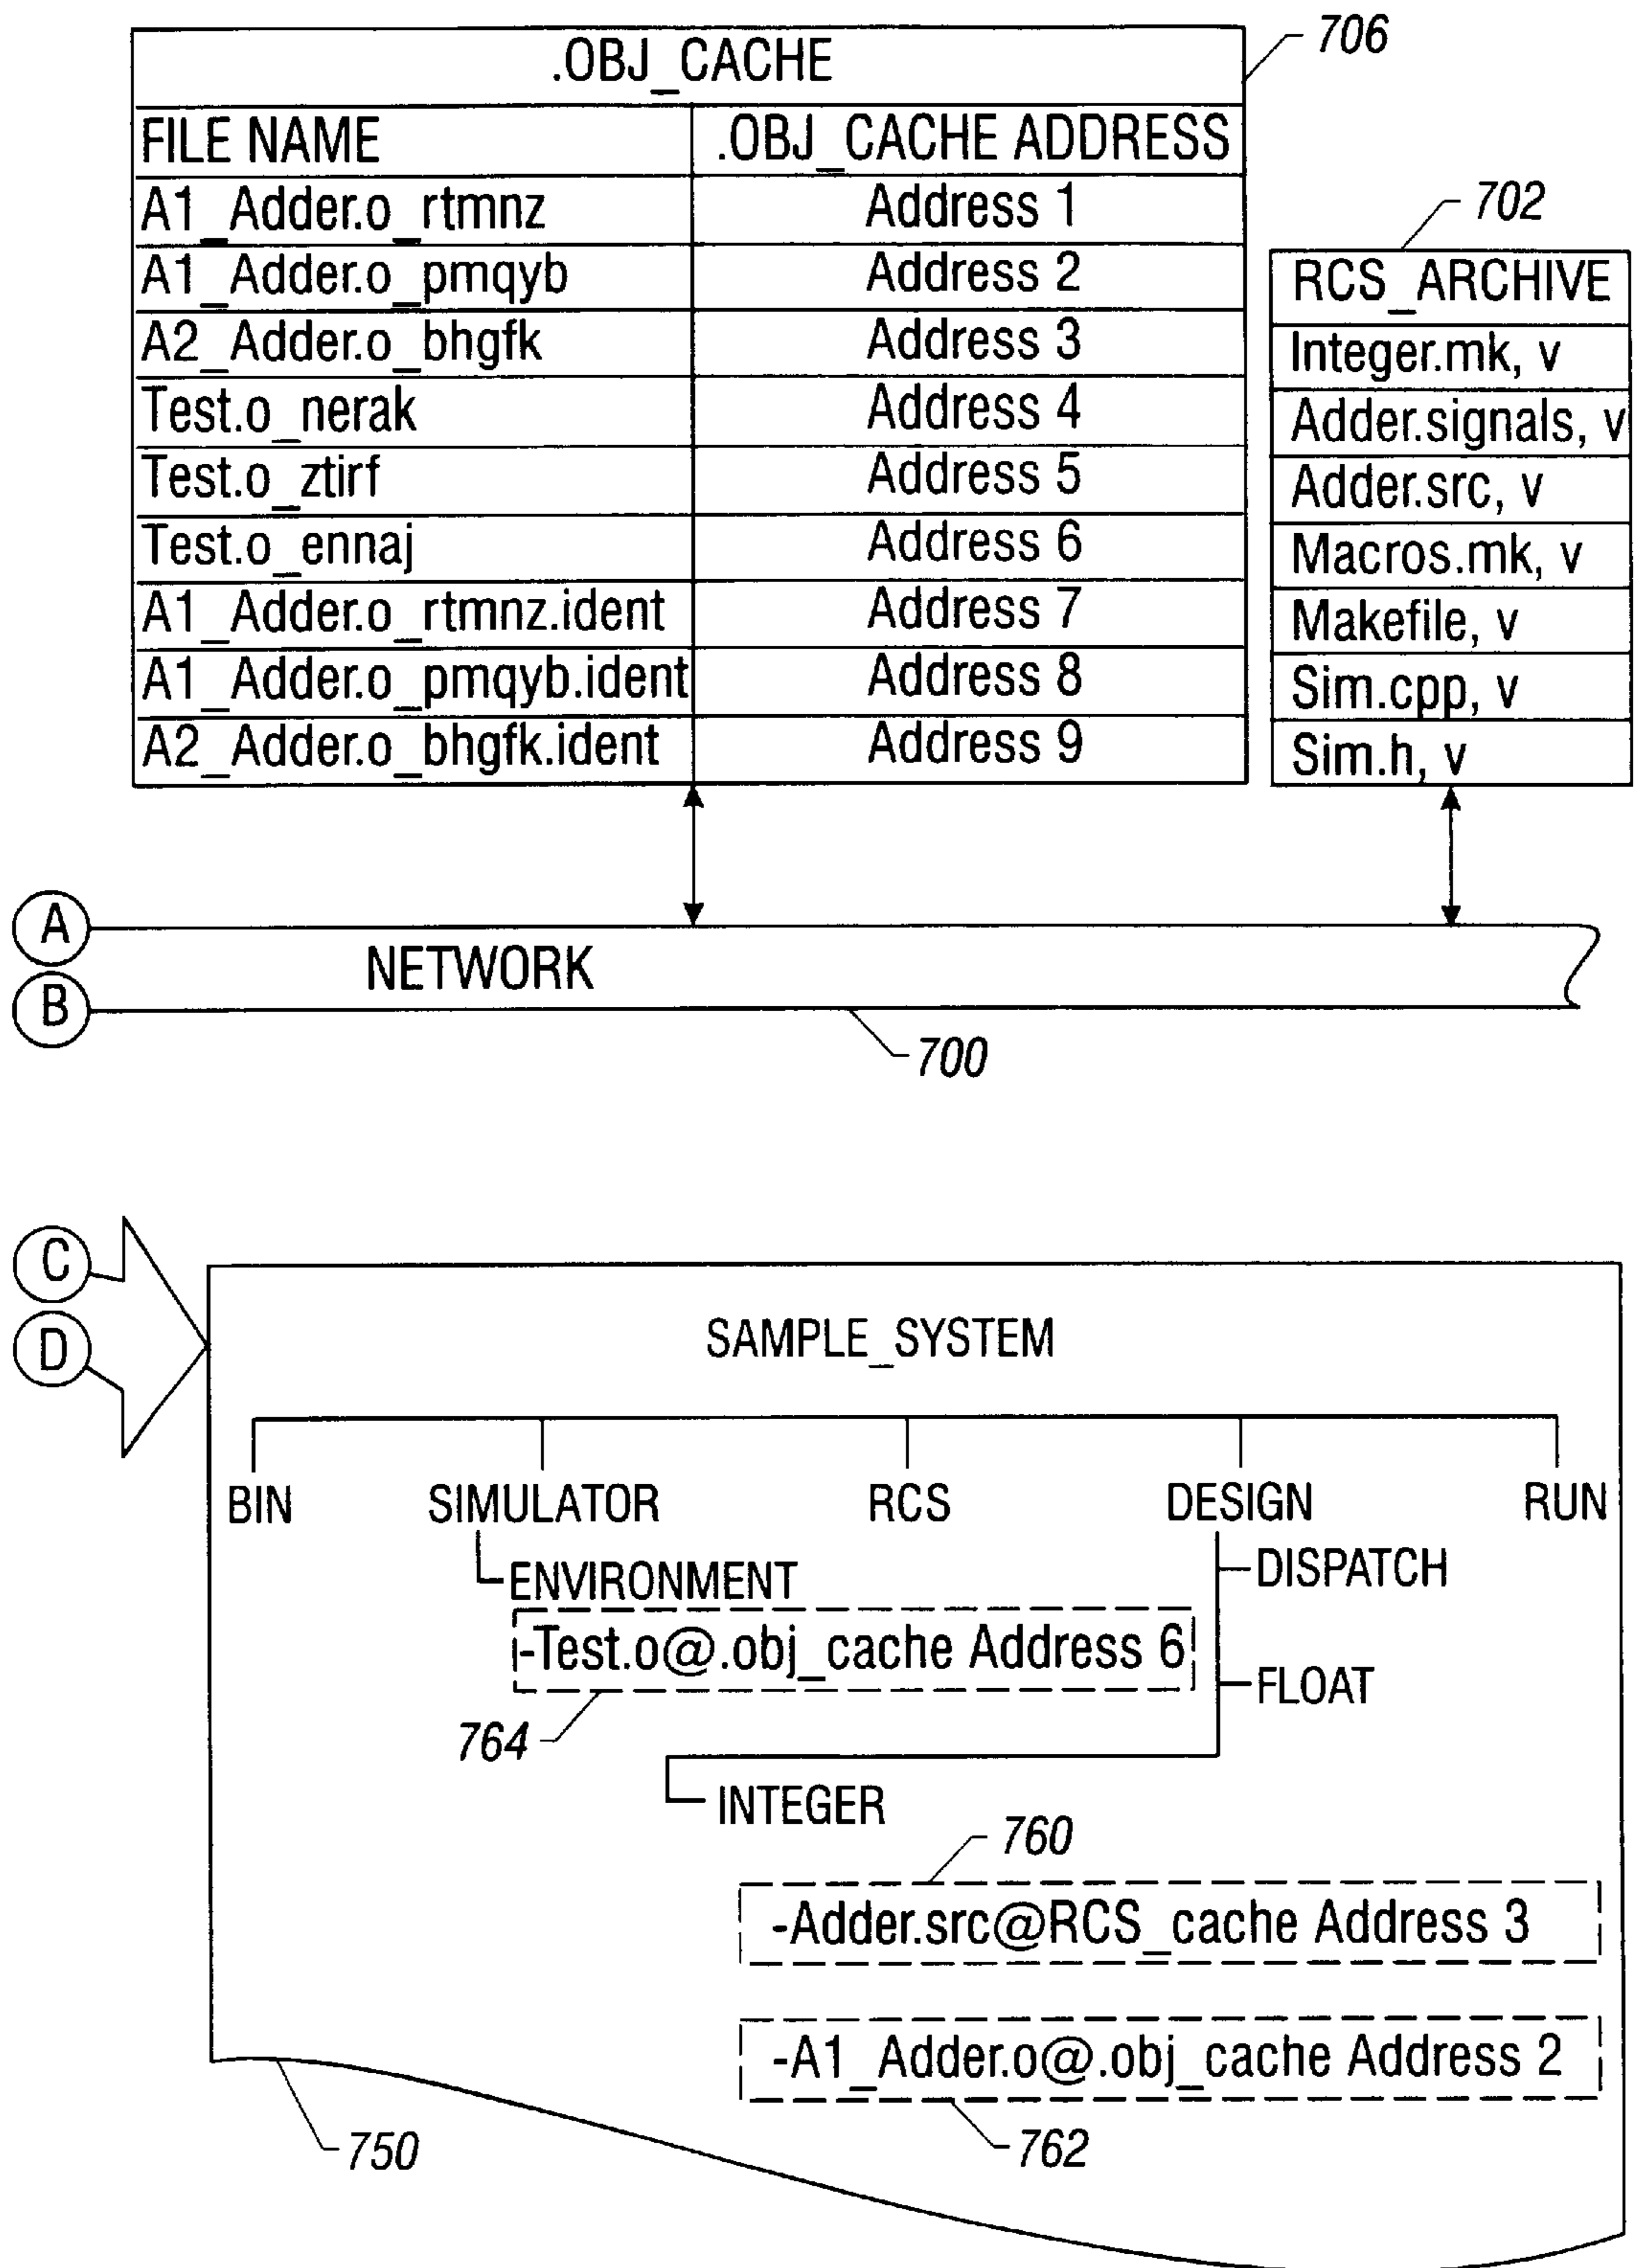 706
.OBJ_CACHE
FILE NAME .OBJ_CACHE ADDRESS
A1_Adder.o_rtmnz Address 1
A1_Adder.o_pmqyb Address 2
A2_Adder.o_bhgfk Address 3
Test.o_nerak Address 4
Test.o_ztirf Address 5
Test.o_ennaj Address 6
A1_Adder.o_rtmnz.ident Address 7
A1_Adder.o_pmqyb.ident Address 8
A2_Adder.o_bhgfk.ident Address 9
702
RCS_ARCHIVE
Integer.mk, v
Adder.signals, v
Adder.src, v
Macros.mk, v
Makefile, v
Sim.cpp, v
Sim.h, v
A
NETWORK
B
700
C
D
SAMPLE_SYSTEM
BIN SIMULATOR RCS DESIGN RUN
ENVIRONMENT
DISPATCH
-Test.o@.obj_cache Address 6
FLOAT
764
INTEGER
760
-Adder.src@RCS_cache Address 3
-A1_Adder.o@.obj_cache Address 2
750
762